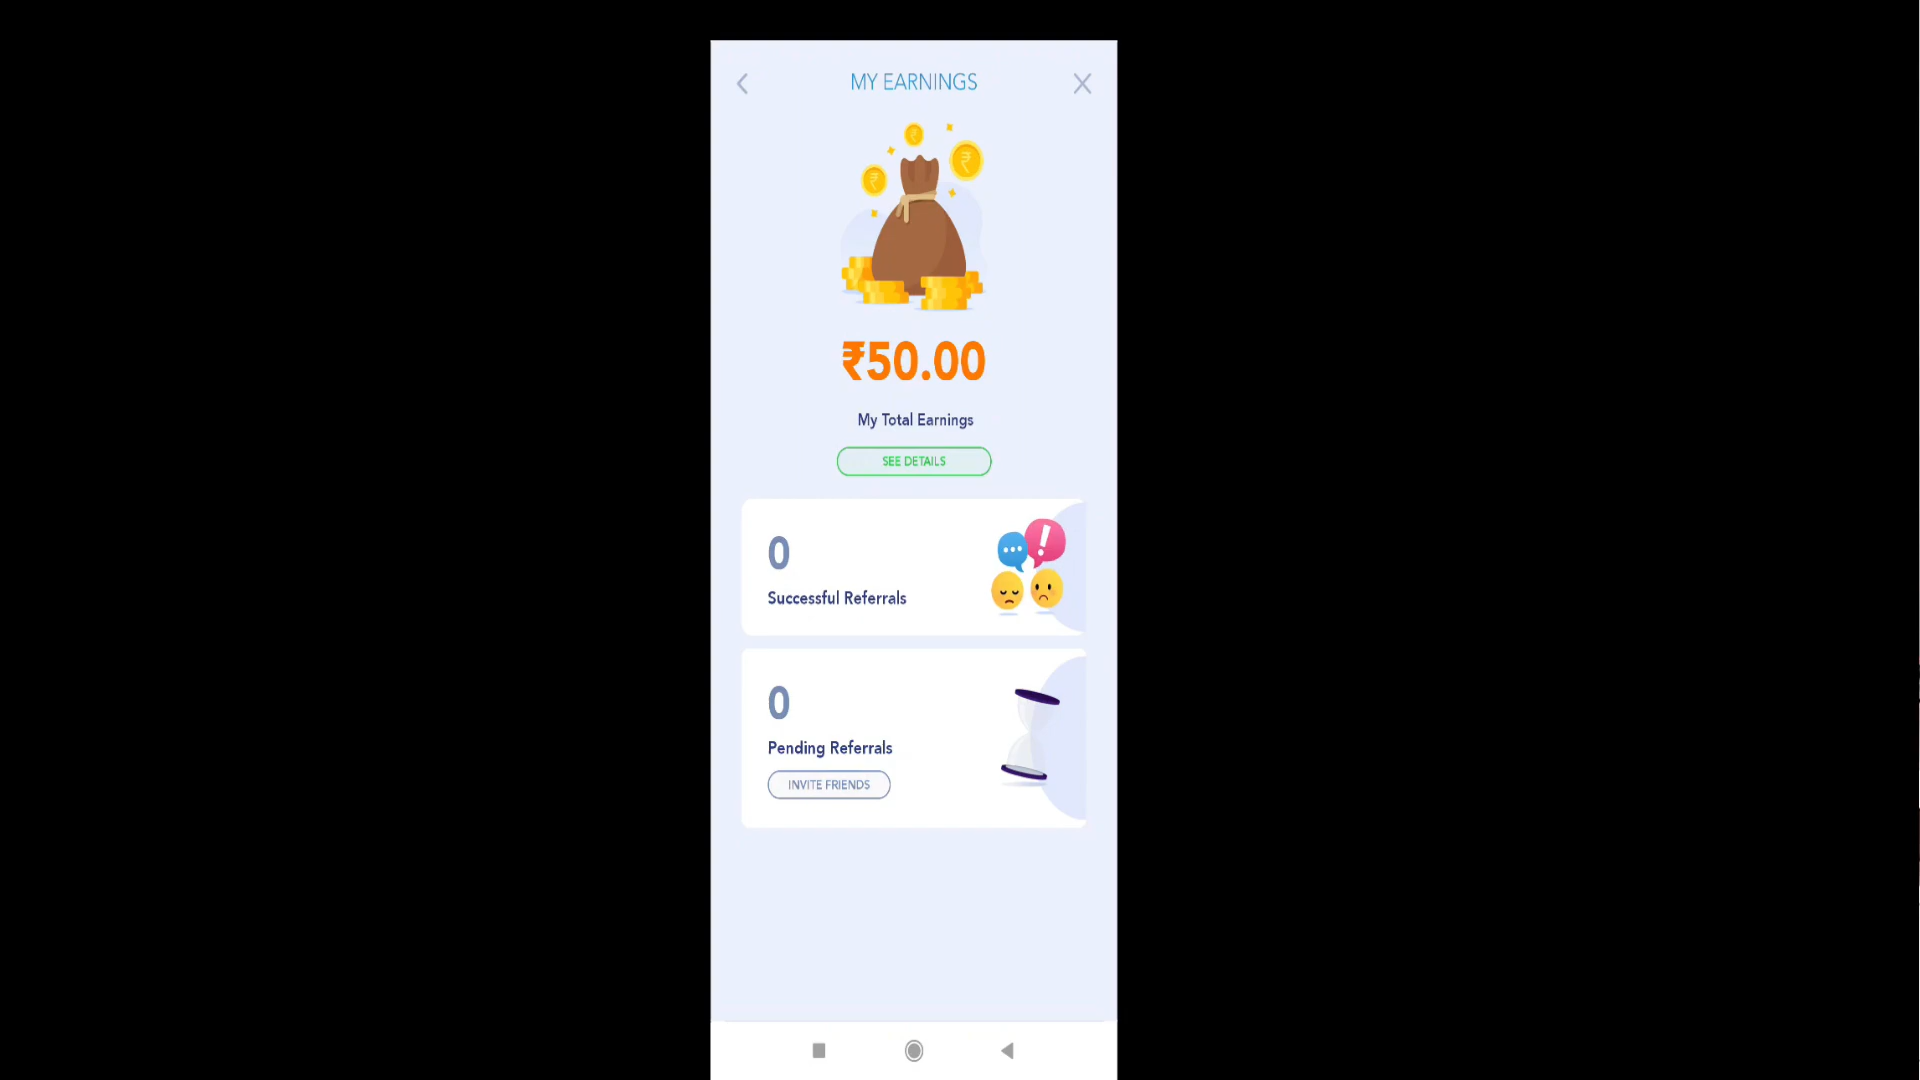 MY EARNINGS
₹50.00
My Total Earnings
SEE DETAILS
0
Successful Referrals
0
Pending Referrals
INVITE FRIENDS